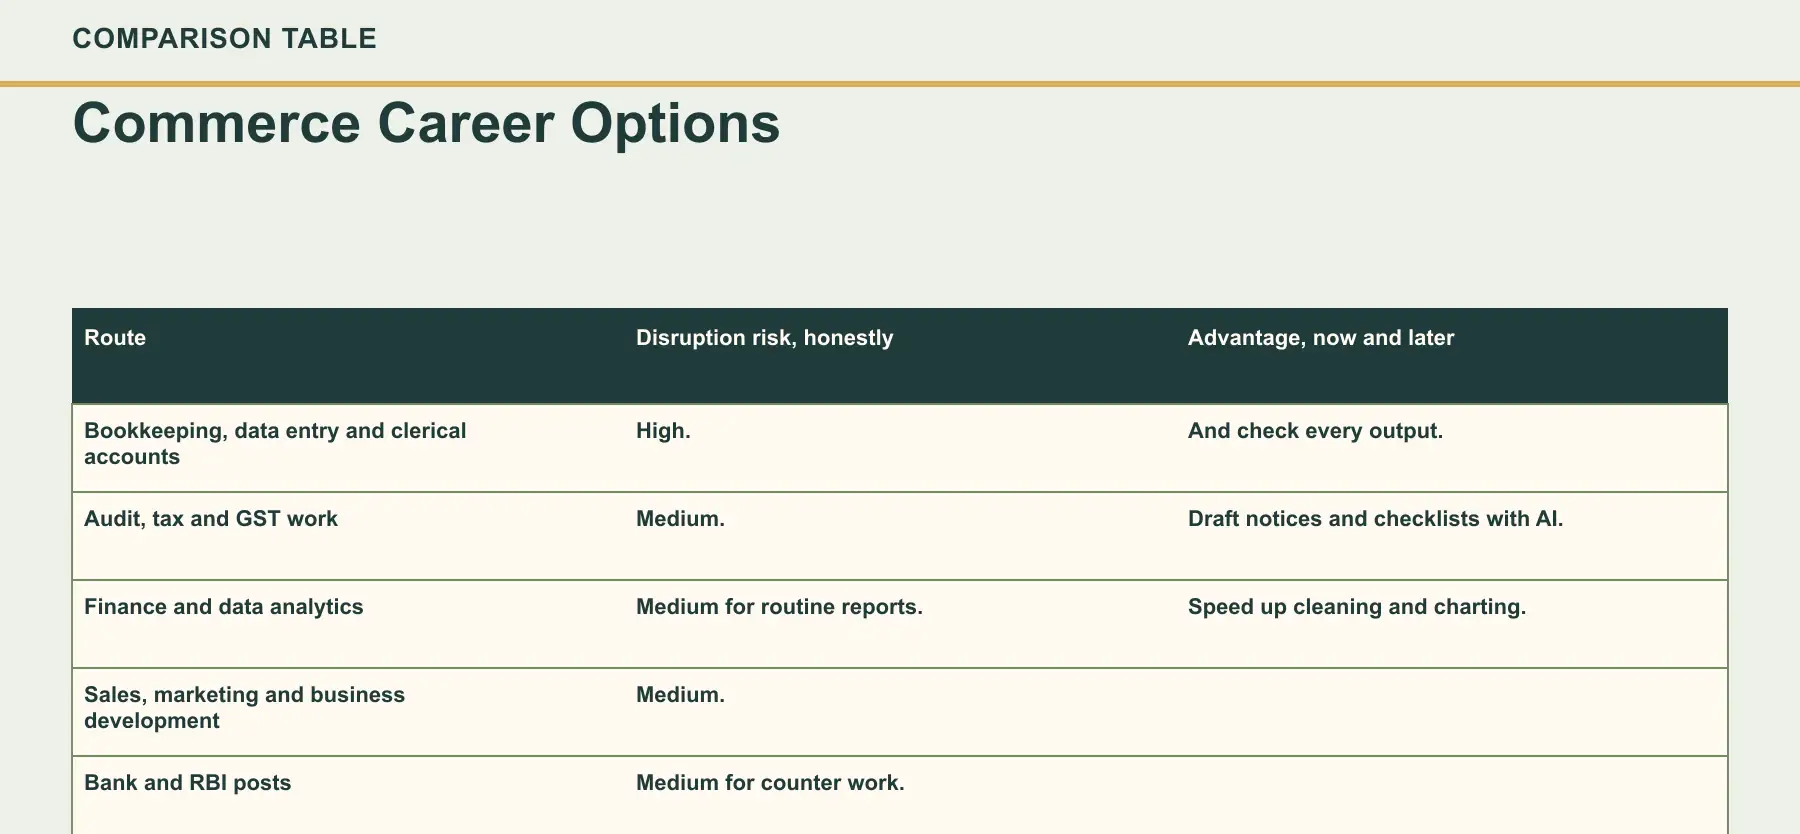 COMPARISON TABLE
Commerce Career Options
Route
Disruption risk, honestly
Advantage, now and later
Bookkeeping, data entry and clerical
accounts
High.
And check every output.
Audit, tax and GST work
Medium.
Draft notices and checklists with AI.
Finance and data analytics
Medium for routine reports.
Speed up cleaning and charting.
Sales, marketing and business
development
Medium.
Bank and RBI posts
Medium for counter work.